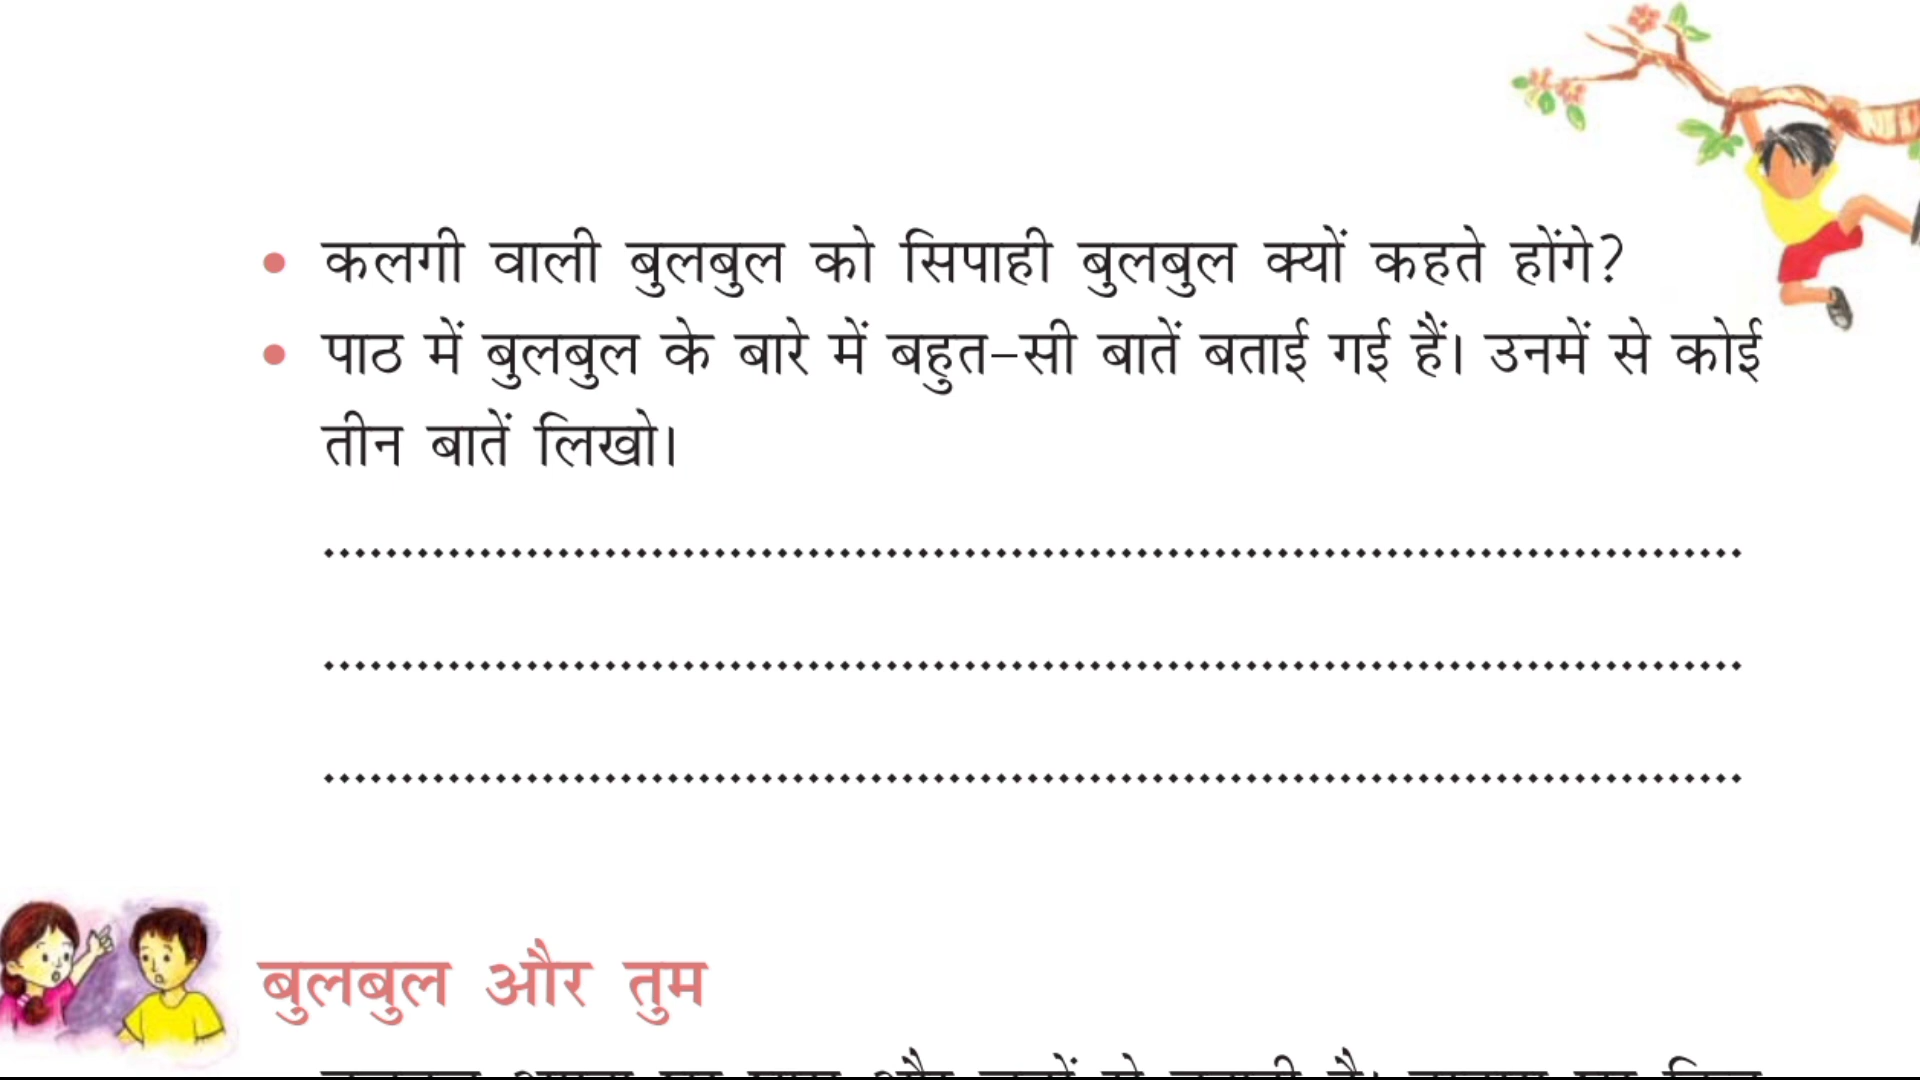 • कलगी वाली बुलबुल को सिपाही बुलबुल क्यों कहते होंगे?
• पाठ में बुलबुल के बारे में बहुत-सी बातें बताई गई हैं। उनमें से कोई
तीन बातें लिखो।
बुलबुल और तुम